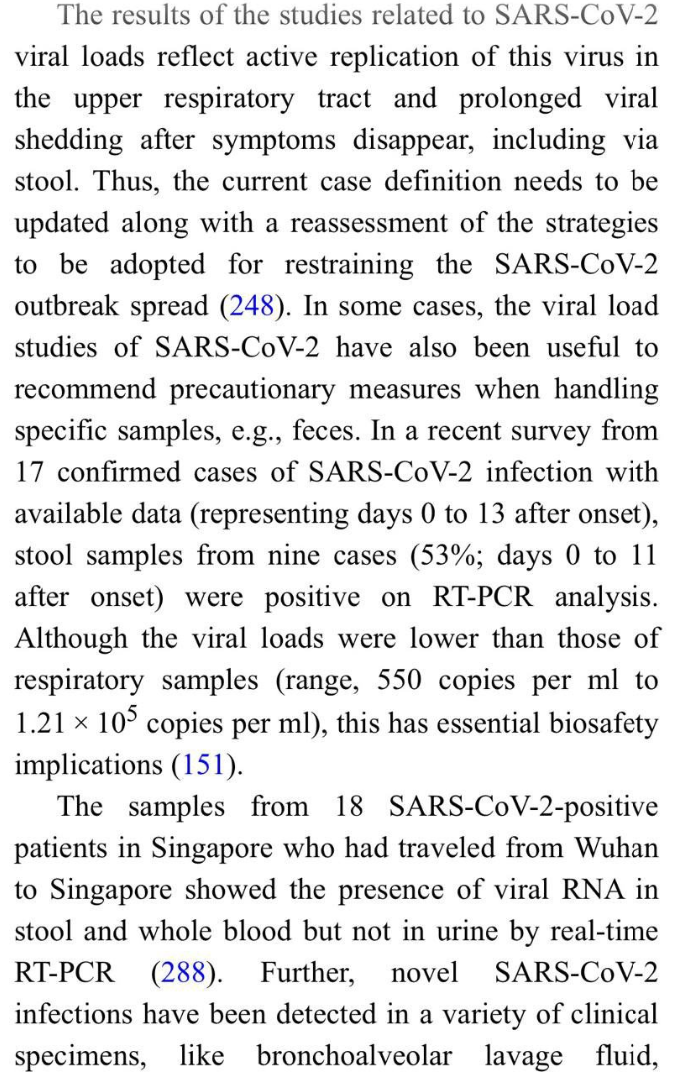 The results of the studies related to SARS-CoV-2
viral loads reflect active replication of this virus in
the upper respiratory tract and prolonged viral
shedding after symptoms disappear, including via
stool. Thus, the current case definition needs to be
updated along with a reassessment of the strategies
to be adopted for restraining the SARS-CoV-2
outbreak spread (248). In some cases, the viral load
studies of SARS-CoV-2 have also been useful to
recommend precautionary measures when handling
specific samples, e.g., feces. In a recent survey from
17 confirmed cases of SARS-CoV-2 infection with
available data (representing days 0 to 13 after onset),
stool samples from nine cases (53%; days 0 to 11
after onset) were positive on RT-PCR analysis.
Although the viral loads were lower than those of
respiratory samples (range, 550 copies per ml to
1.21 × 10⁵ copies per ml), this has essential biosafety
implications (151).
The samples from 18 SARS-CoV-2-positive
patients in Singapore who had traveled from Wuhan
to Singapore showed the presence of viral RNA in
stool and whole blood but not in urine by real-time
RT-PCR (288). Further, novel SARS-CoV-2
infections have been detected in a variety of clinical
specimens, like bronchoalveolar lavage fluid,